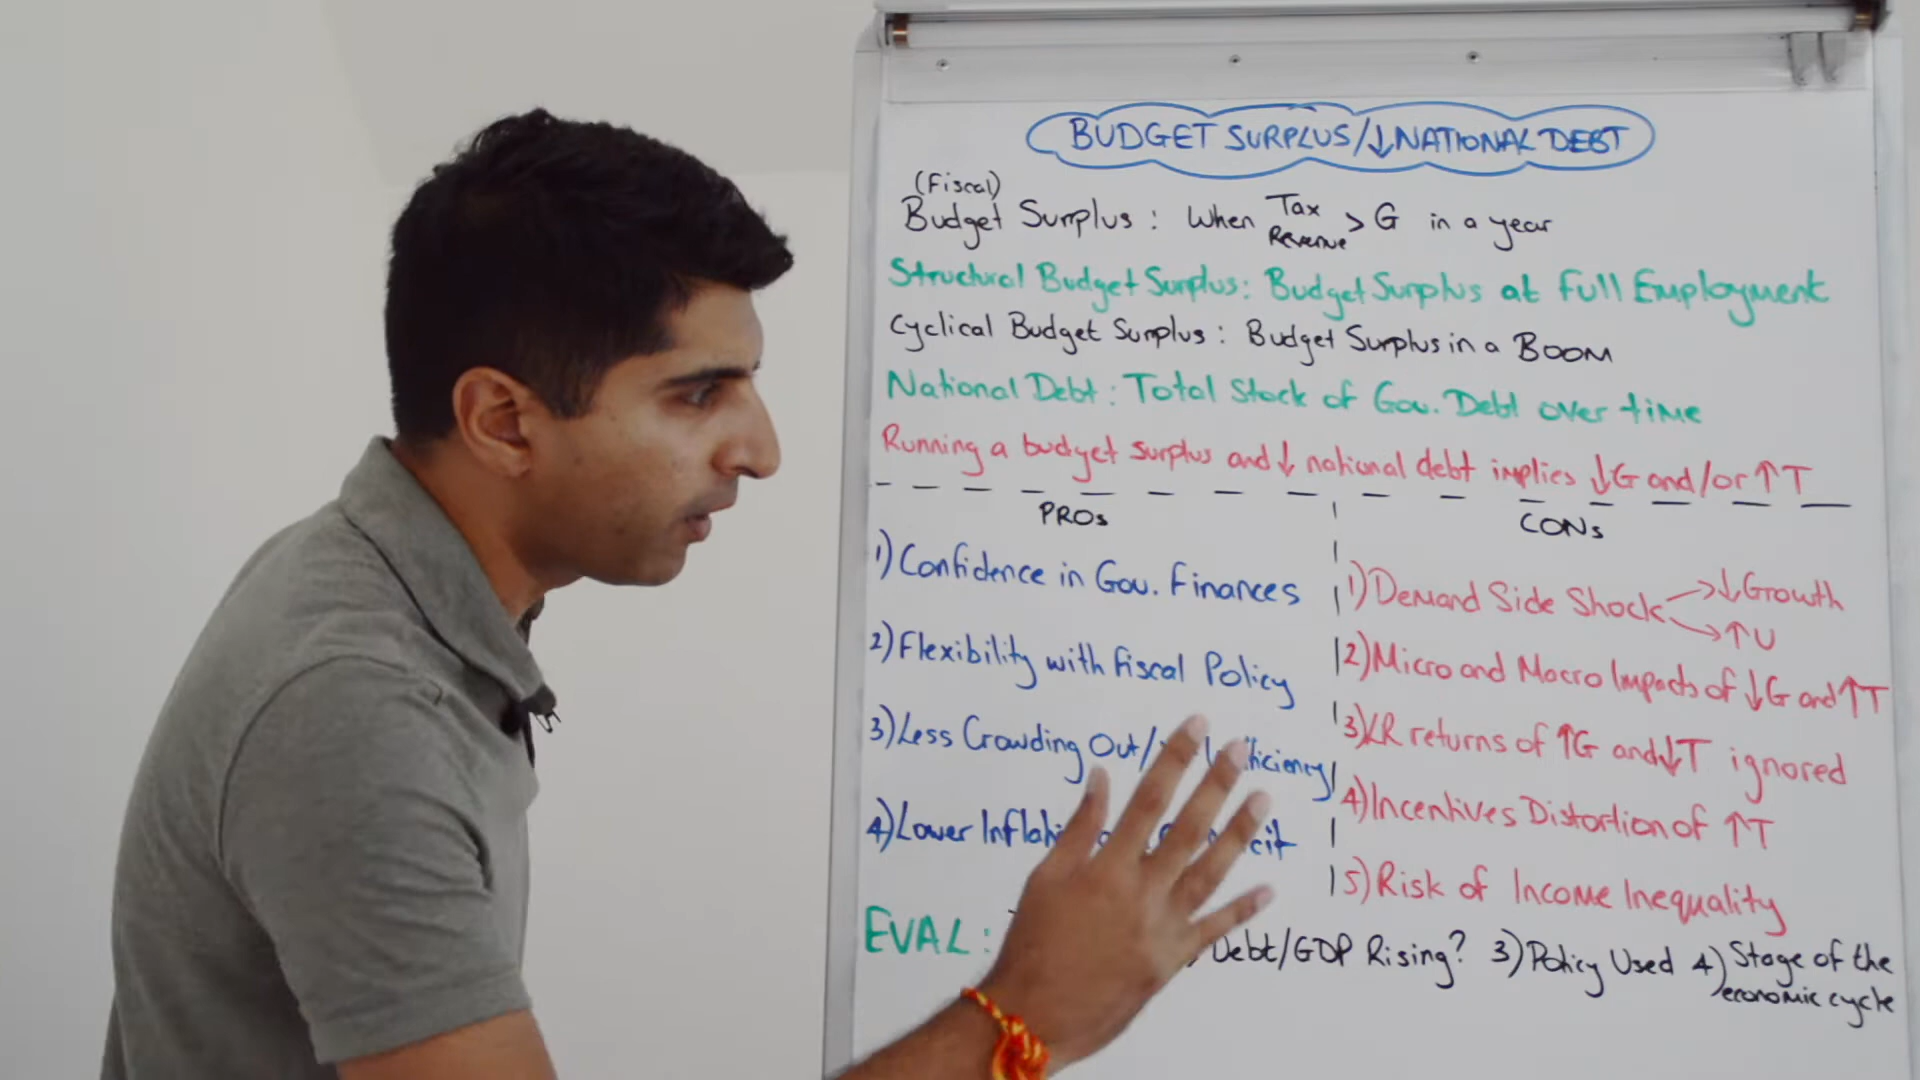 BUDGET SURPLUS/↓NATIONAL DEBT
(Fiscal)
Budget Surplus : When Tax Revenue > G in a year
Structural Budget Surplus: Budget Surplus at Full Employment
Cyclical Budget Surplus : Budget Surplus in a BOOM
National Debt : Total Stock of Gov. Debt over time
Running a budget surplus and ↓ national debt implies ↓G and/or ↑T
PROs
1) Confidence in Gov. Finances
2) Flexibility with Fiscal Policy
3) Less Crowding Out/
4) Lower
CONs
1) Demand Side Shock → ↓Growth
→ ↑U
2) Micro and Macro Impacts of ↓G and ↑T
3) LR returns of ↑G and ↓T ignored
4) Incentives Distortion of ↑T
5) Risk of Income Inequality
EVAL : Debt/GDP Rising? 3) Policy Used 4) Stage of the
economic cycle